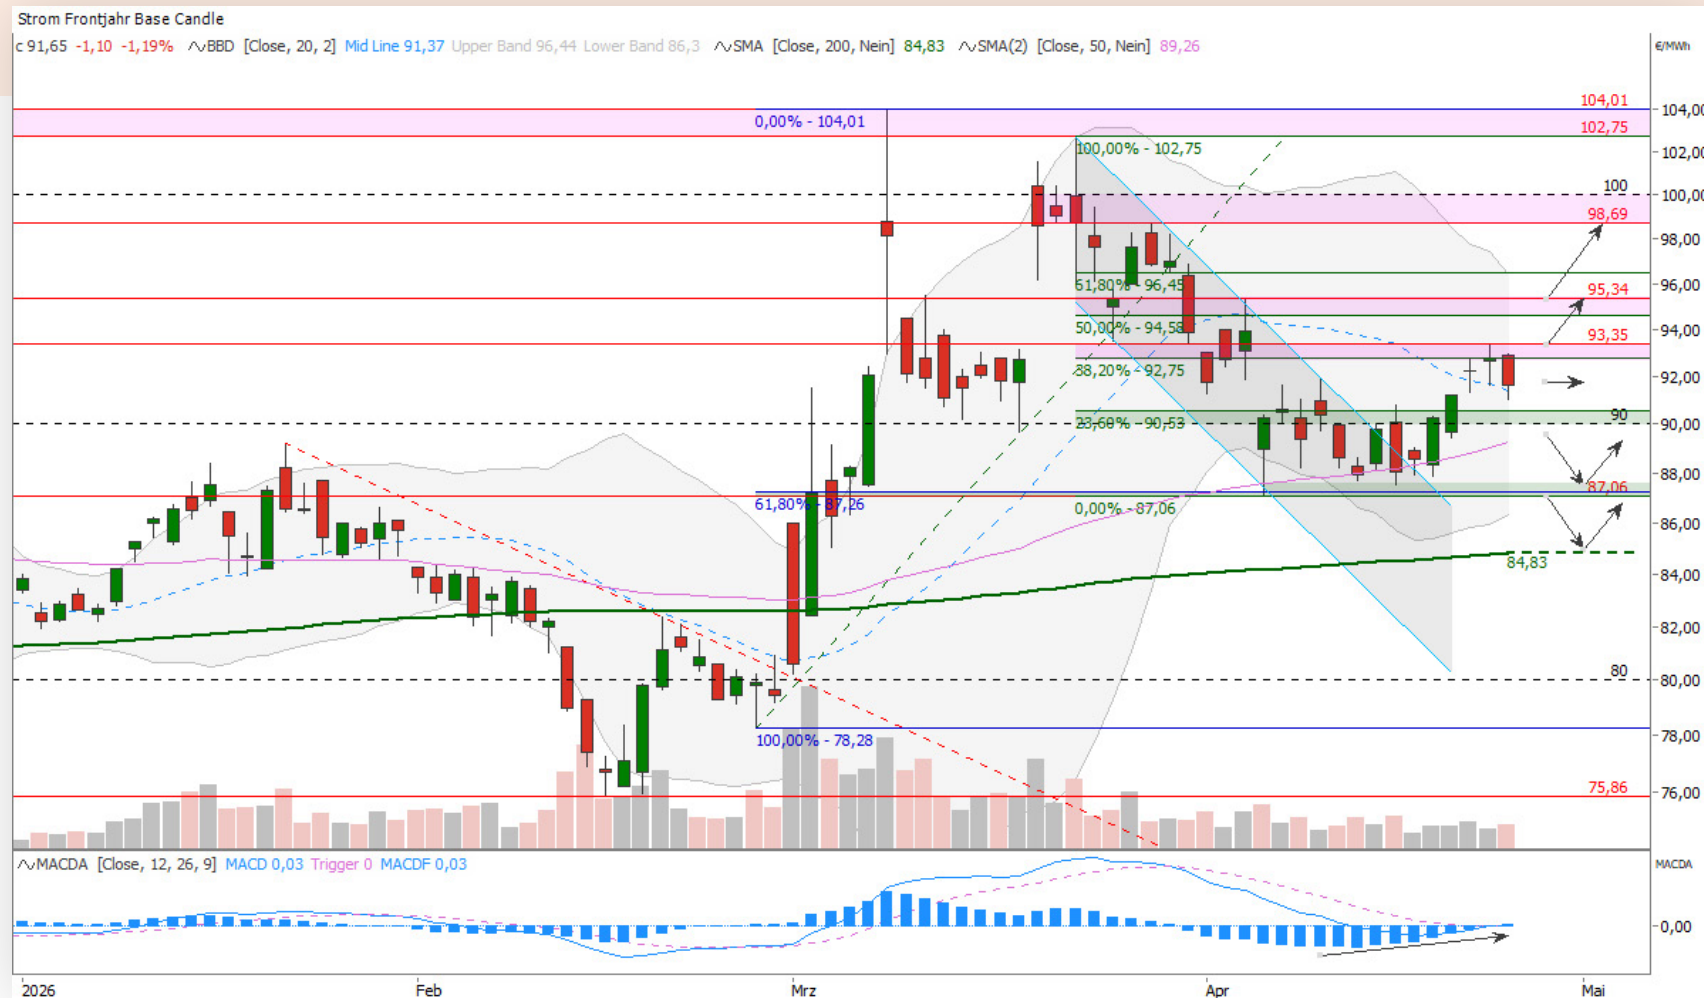 Strom Frontjahr Base Candle
c 91,65 -1,10 -1,19% BBD [Close, 20, 2] Mid Line 91,37 Upper Band 96,44 Lower Band 86,3 SMA [Close, 200, Nein] 84,83 SMA(2) [Close, 50, Nein] 89,26
€/MWh
104,01
104,00
0,00% - 104,01
102,75
100,00% - 102,75
102,00
100
100,00
98,69
98,00
61,80% - 96,45
96,00
95,34
50,00% - 94,58
94,00
93,35
38,20% - 92,75
92,00
90
23,60% - 90,53
90,00
88,00
87,06
61,80% - 87,26
0,00% - 87,06
86,00
84,83
84,00
82,00
80
80,00
100,00% - 78,28
78,00
75,86
76,00
MACDA [Close, 12, 26, 9] MACD 0,03 Trigger 0 MACDF 0,03
MACDA
0,00
2026 Feb Mrz Apr Mai